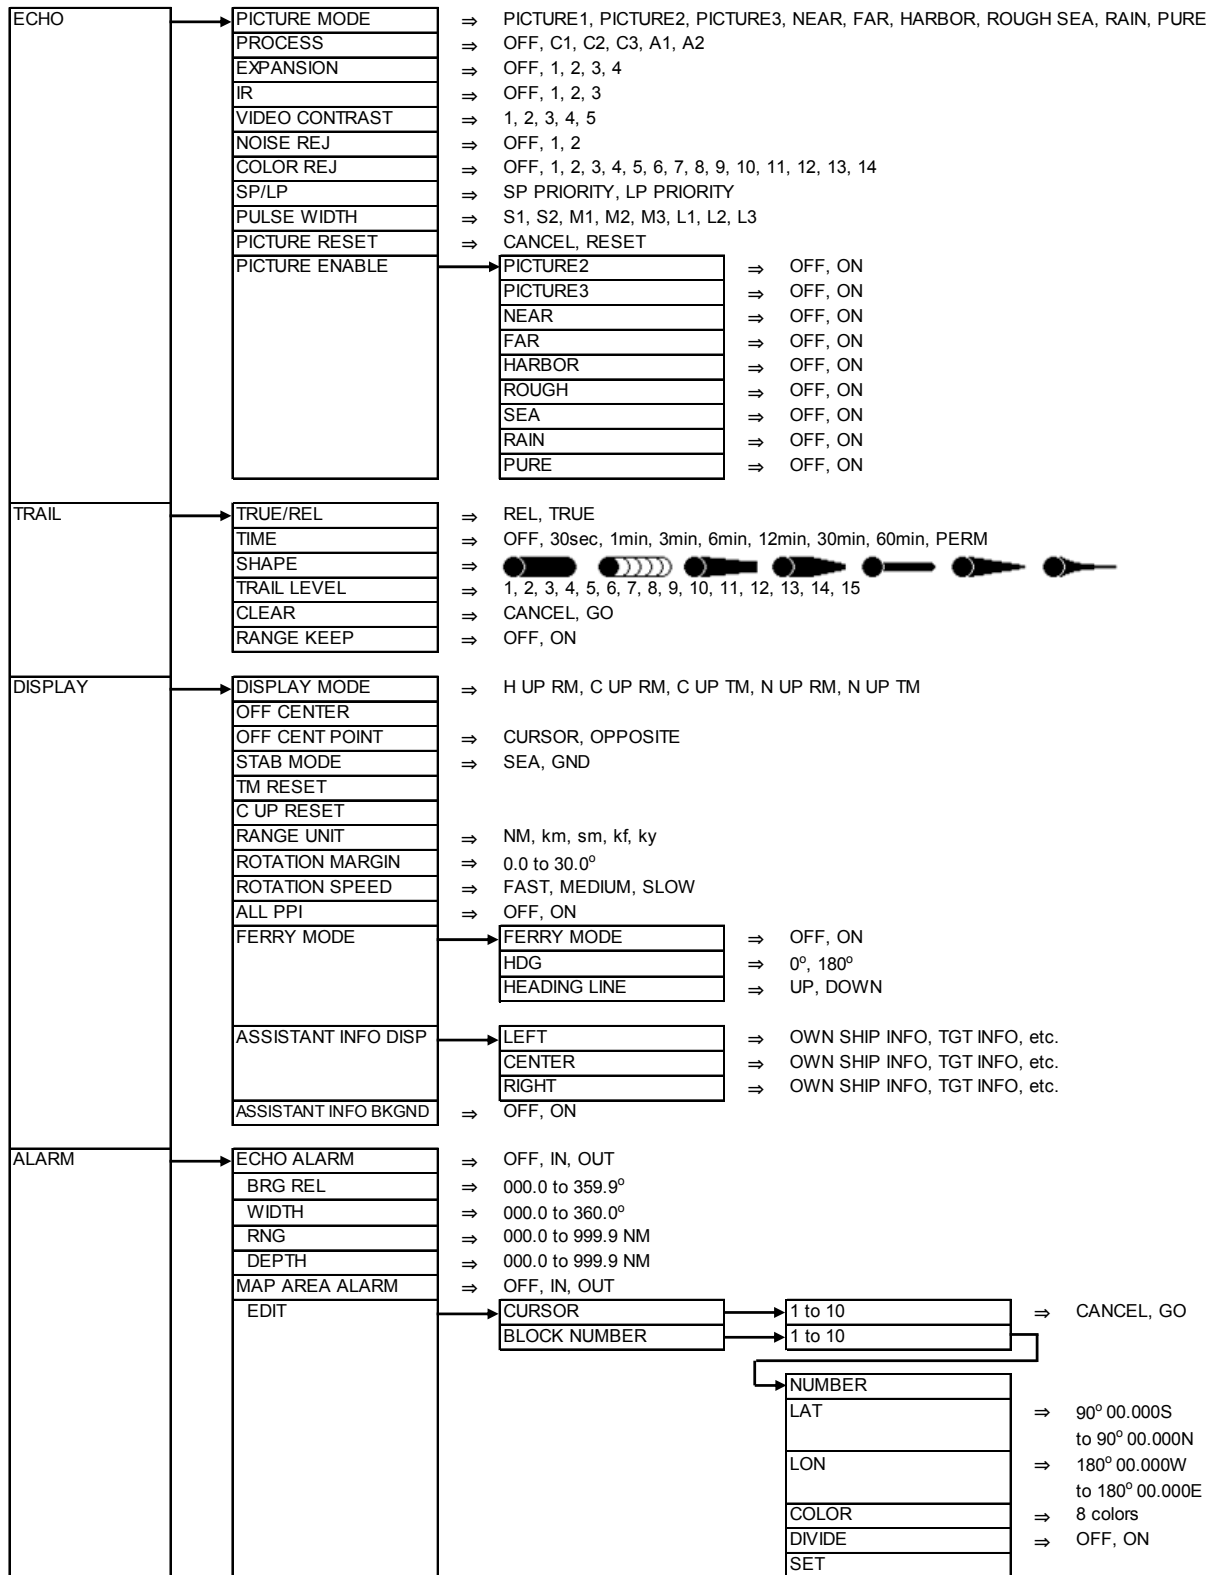 ECHO PICTURE MODE ⇒ PICTURE1, PICTURE2, PICTURE3, NEAR, FAR, HARBOR, ROUGH SEA, RAIN, PURE
PROCESS ⇒ OFF, C1, C2, C3, A1, A2
EXPANSION ⇒ OFF, 1, 2, 3, 4
IR ⇒ OFF, 1, 2, 3
VIDEO CONTRAST ⇒ 1, 2, 3, 4, 5
NOISE REJ ⇒ OFF, 1, 2
COLOR REJ ⇒ OFF, 1, 2, 3, 4, 5, 6, 7, 8, 9, 10, 11, 12, 13, 14
SP/LP ⇒ SP PRIORITY, LP PRIORITY
PULSE WIDTH ⇒ S1, S2, M1, M2, M3, L1, L2, L3
PICTURE RESET ⇒ CANCEL, RESET
PICTURE ENABLE PICTURE2 ⇒ OFF, ON
PICTURE3 ⇒ OFF, ON
NEAR ⇒ OFF, ON
FAR ⇒ OFF, ON
HARBOR ⇒ OFF, ON
ROUGH ⇒ OFF, ON
SEA ⇒ OFF, ON
RAIN ⇒ OFF, ON
PURE ⇒ OFF, ON
TRAIL TRUE/REL ⇒ REL, TRUE
TIME ⇒ OFF, 30sec, 1min, 3min, 6min, 12min, 30min, 60min, PERM
SHAPE ⇒
TRAIL LEVEL ⇒ 1, 2, 3, 4, 5, 6, 7, 8, 9, 10, 11, 12, 13, 14, 15
CLEAR ⇒ CANCEL, GO
RANGE KEEP ⇒ OFF, ON
DISPLAY DISPLAY MODE ⇒ H UP RM, C UP RM, C UP TM, N UP RM, N UP TM
OFF CENTER
OFF CENT POINT ⇒ CURSOR, OPPOSITE
STAB MODE ⇒ SEA, GND
TM RESET
C UP RESET
RANGE UNIT ⇒ NM, km, sm, kf, ky
ROTATION MARGIN ⇒ 0.0 to 30.0°
ROTATION SPEED ⇒ FAST, MEDIUM, SLOW
ALL PPI ⇒ OFF, ON
FERRY MODE FERRY MODE ⇒ OFF, ON
HDG ⇒ 0°, 180°
HEADING LINE ⇒ UP, DOWN
ASSISTANT INFO DISP LEFT ⇒ OWN SHIP INFO, TGT INFO, etc.
CENTER ⇒ OWN SHIP INFO, TGT INFO, etc.
RIGHT ⇒ OWN SHIP INFO, TGT INFO, etc.
ASSISTANT INFO BKGND ⇒ OFF, ON
ALARM ECHO ALARM ⇒ OFF, IN, OUT
BRG REL ⇒ 000.0 to 359.9°
WIDTH ⇒ 000.0 to 360.0°
RNG ⇒ 000.0 to 999.9 NM
DEPTH ⇒ 000.0 to 999.9 NM
MAP AREA ALARM ⇒ OFF, IN, OUT
EDIT CURSOR 1 to 10 ⇒ CANCEL, GO
BLOCK NUMBER 1 to 10
NUMBER
LAT ⇒ 90° 00.000S
to 90° 00.000N
LON ⇒ 180° 00.000W
to 180° 00.000E
COLOR ⇒ 8 colors
DIVIDE ⇒ OFF, ON
SET